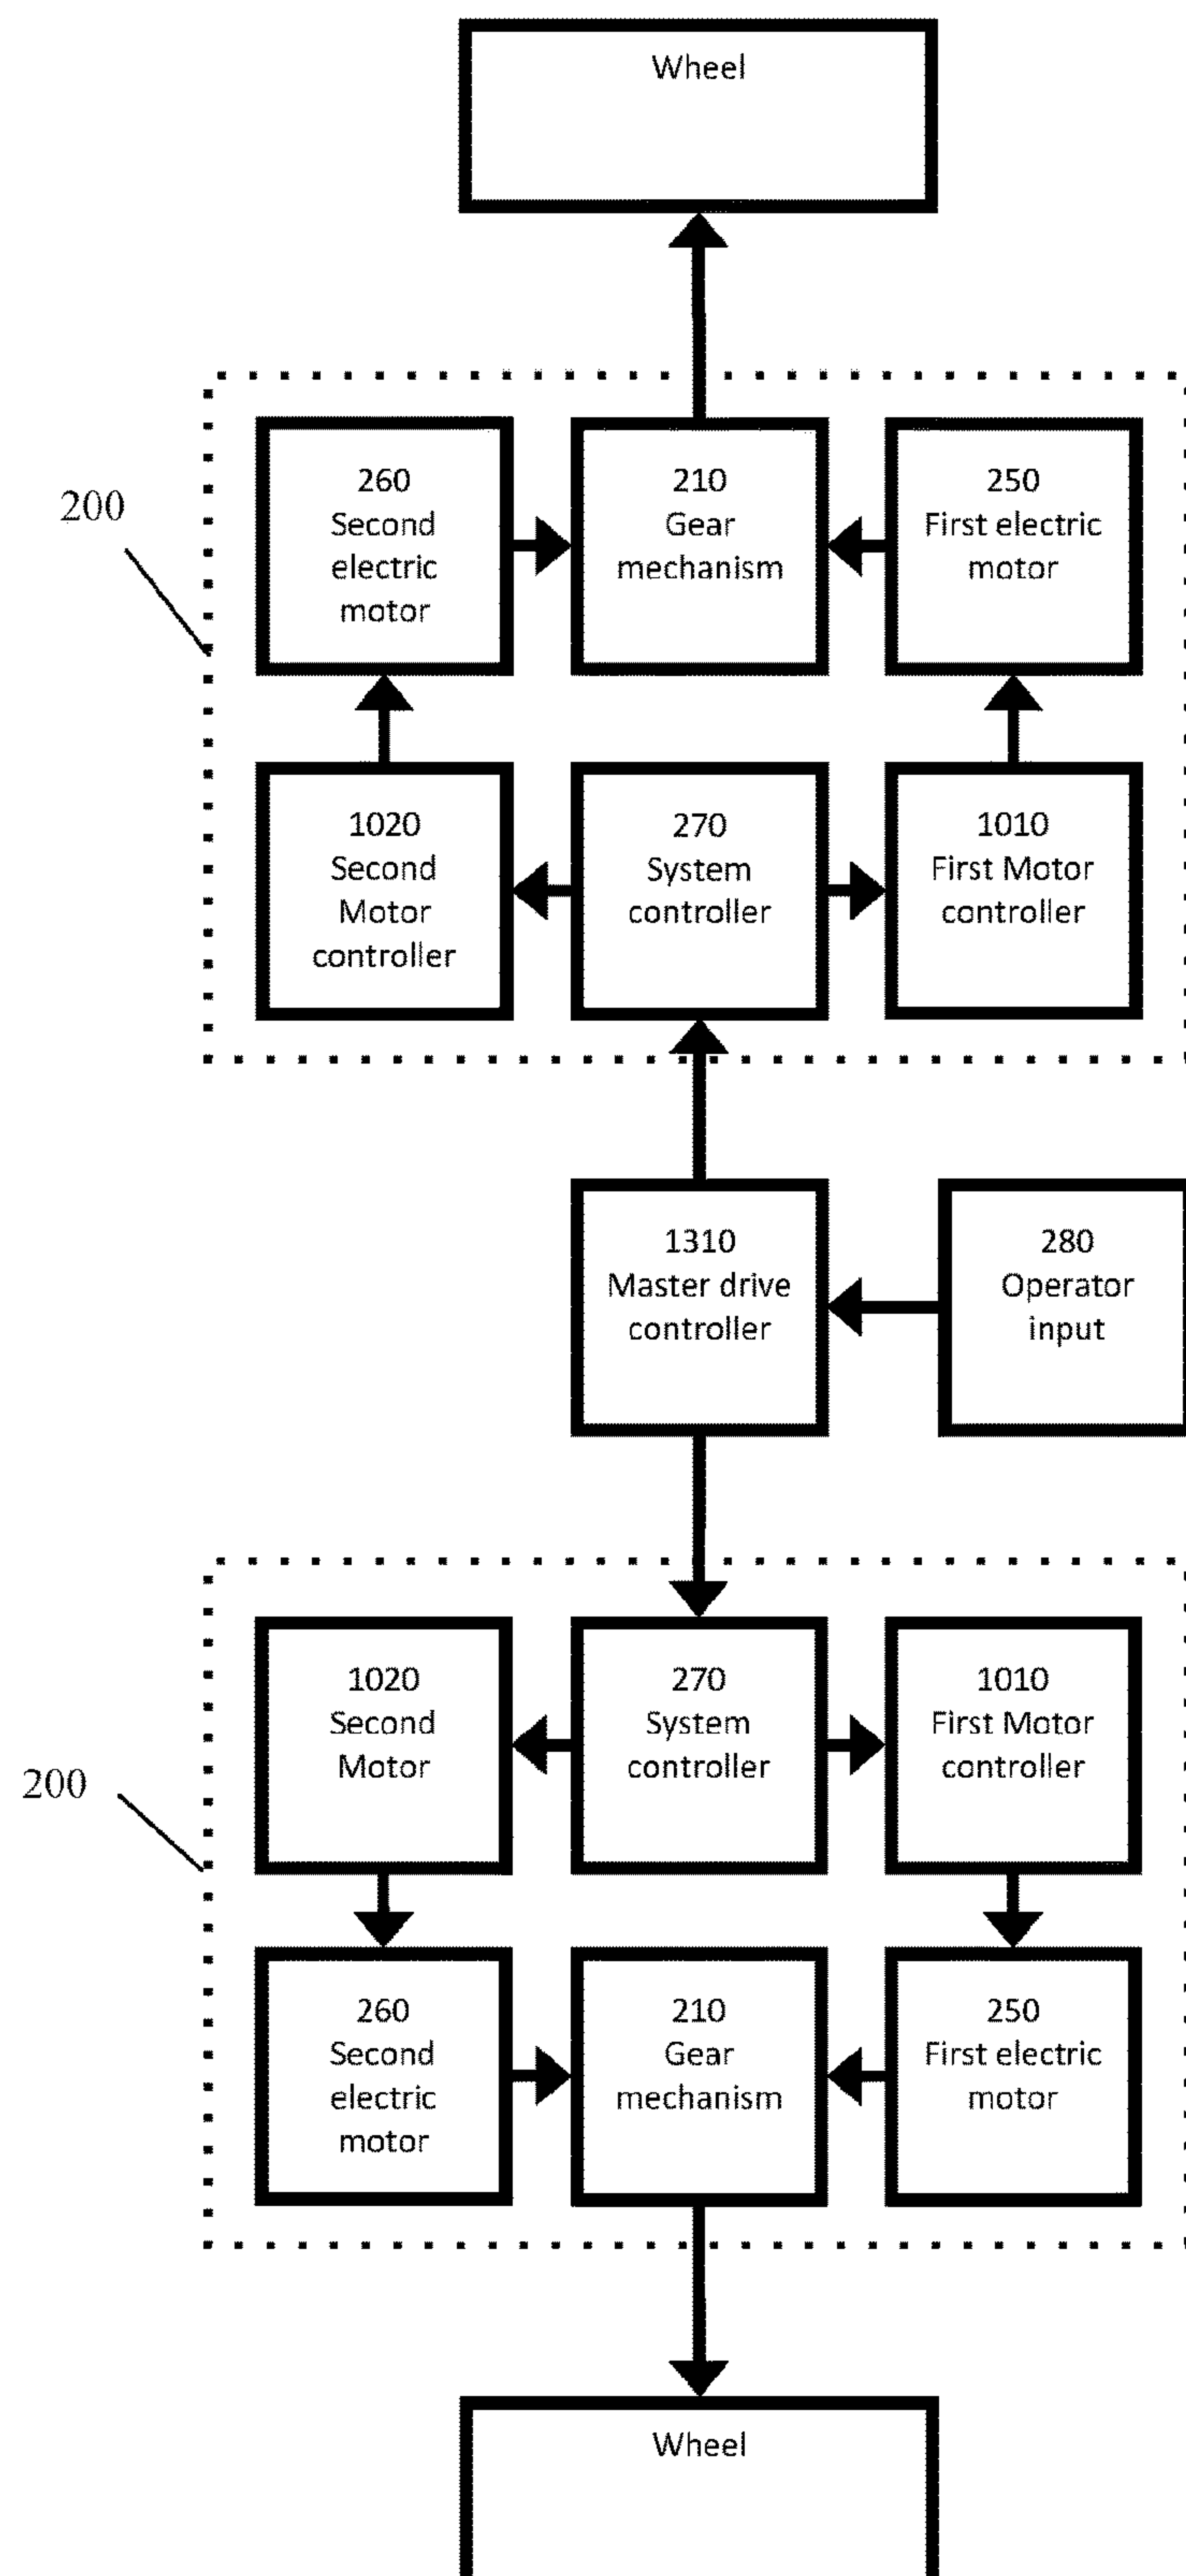 Wheel
200
260
Second
electric
motor
210
Gear
mechanism
250
First electric
motor
1020
Second
Motor
controller
270
System
controller
1010
First Motor
controller
1310
Master drive
controller
280
Operator
input
200
1020
Second
Motor
270
System
controller
1010
First Motor
controller
260
Second
electric
motor
210
Gear
mechanism
250
First electric
motor
Wheel